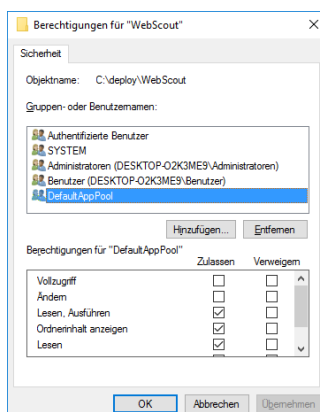 Berechtigungen für "WebScout"
Sicherheit
Objektname: C:\deploy\WebScout
Gruppen- oder Benutzernamen:
Authentifizierte Benutzer
SYSTEM
Administratoren (DESKTOP-O2K3ME9\Administratoren)
Benutzer (DESKTOP-O2K3ME9\Benutzer)
DefaultAppPool
Hinzufügen... Entfernen
Berechtigungen für "DefaultAppPool" Zulassen Verweigern
Vollzugriff
Ändern
Lesen, Ausführen
Ordnerinhalt anzeigen
Lesen
OK Abbrechen Übernehmen